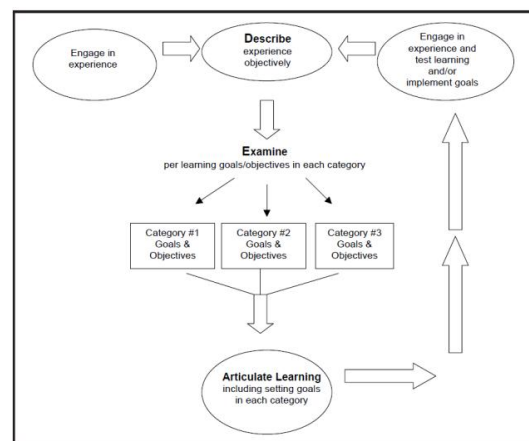 Engage in
experience
Describe
experience
objectively
Engage in
experience and
test learning
and/or
implement goals
Examine
per learning goals/objectives in each category
Category #1
Goals &
Objectives
Category #2
Goals &
Objectives
Category #3
Goals &
Objectives
Articulate Learning
including setting goals
in each category